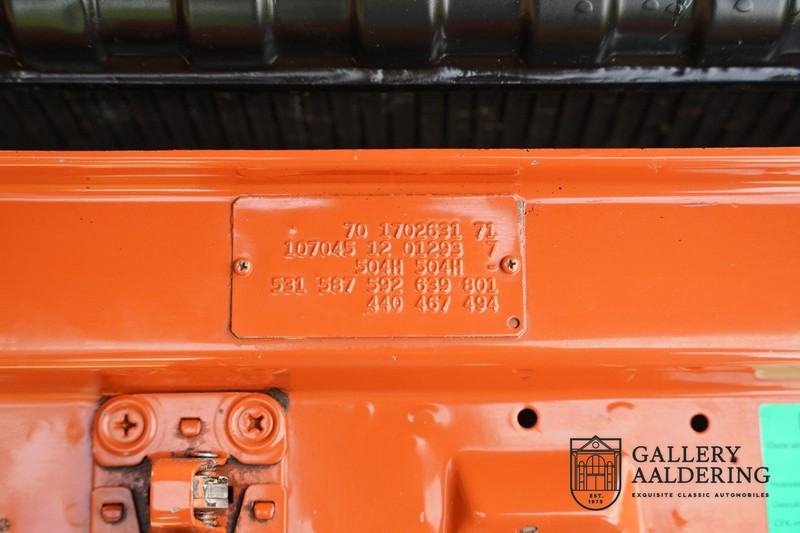 70 1702631 71
107045 12 01293 7
504H 504H -
531 587 592 639 801
440 467 494
GALLERY
AALDERING
EXQUISITE CLASSIC AUTOMOBILES
EST.
1975